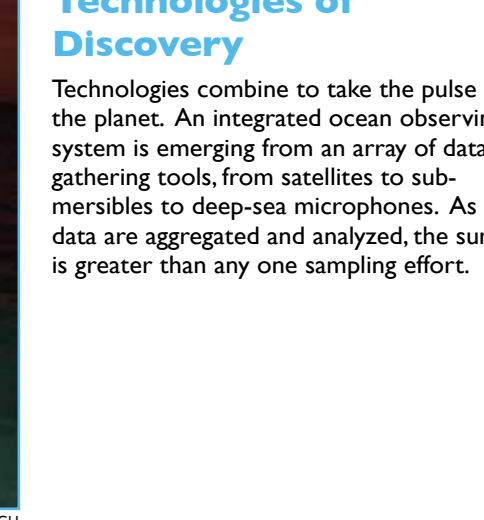 Technologies of
Discovery
Technologies combine to take the pulse
the planet. An integrated ocean observin
system is emerging from an array of data
gathering tools, from satellites to sub-
mersibles to deep-sea microphones. As
data are aggregated and analyzed, the sum
is greater than any one sampling effort.